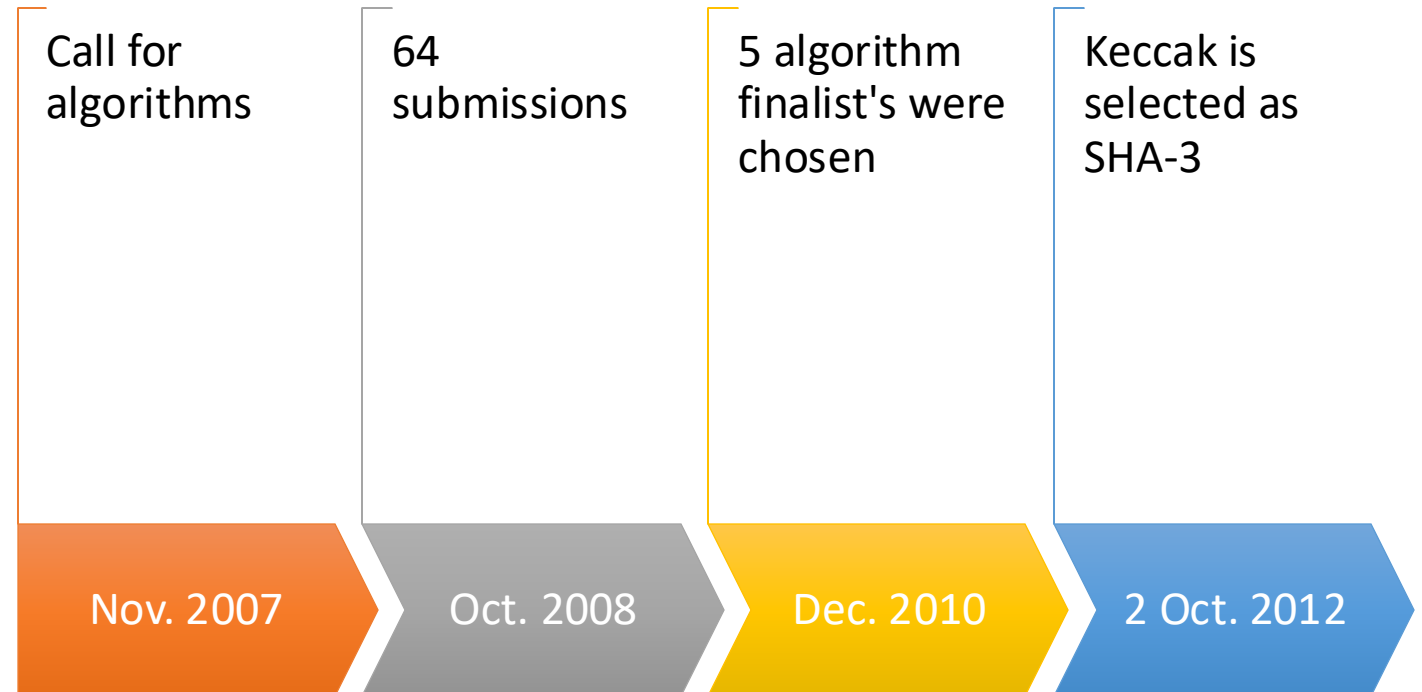 Call for
algorithms
64
submissions
5 algorithm
finalist's were
chosen
Keccak is
selected as
SHA-3
Nov. 2007
Oct. 2008
Dec. 2010
2 Oct. 2012